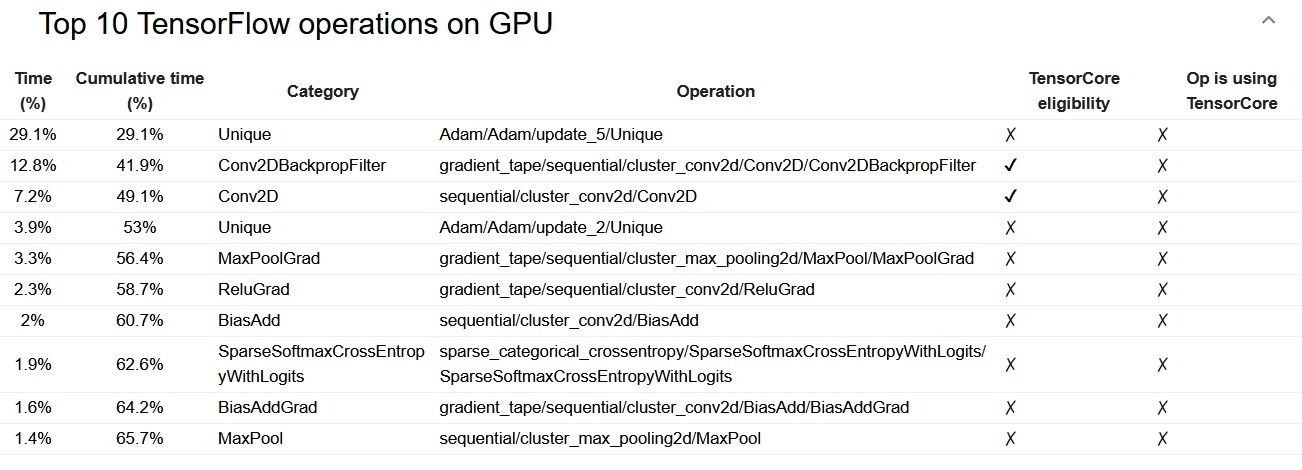 Top 10 TensorFlow operations on GPU
Time (%) Cumulative time (%) Category Operation TensorCore eligibility Op is using TensorCore
29.1% 29.1% Unique Adam/Adam/update_5/Unique ✗ ✗
12.8% 41.9% Conv2DBackpropFilter gradient_tape/sequential/cluster_conv2d/Conv2D/Conv2DBackpropFilter ✓ ✗
7.2% 49.1% Conv2D sequential/cluster_conv2d/Conv2D ✓ ✗
3.9% 53% Unique Adam/Adam/update_2/Unique ✗ ✗
3.3% 56.4% MaxPoolGrad gradient_tape/sequential/cluster_max_pooling2d/MaxPool/MaxPoolGrad ✗ ✗
2.3% 58.7% ReluGrad gradient_tape/sequential/cluster_conv2d/ReluGrad ✗ ✗
2% 60.7% BiasAdd sequential/cluster_conv2d/BiasAdd ✗ ✗
1.9% 62.6% SparseSoftmaxCrossEntropyWithLogits sparse_categorical_crossentropy/SparseSoftmaxCrossEntropyWithLogits/SparseSoftmaxCrossEntropyWithLogits ✗ ✗
1.6% 64.2% BiasAddGrad gradient_tape/sequential/cluster_conv2d/BiasAdd/BiasAddGrad ✗ ✗
1.4% 65.7% MaxPool sequential/cluster_max_pooling2d/MaxPool ✗ ✗